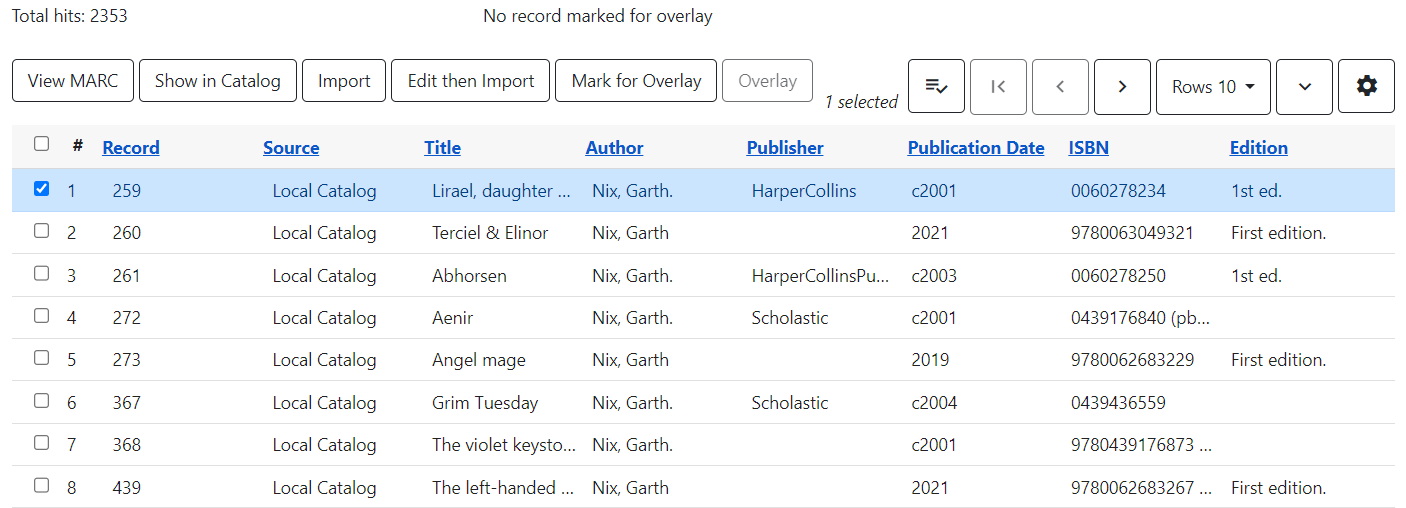 Total hits: 2353 No record marked for overlay
View MARC Show in Catalog Import Edit then Import Mark for Overlay Overlay 1 selected Rows 10
# Record Source Title Author Publisher Publication Date ISBN Edition
1 259 Local Catalog Lirael, daughter ... Nix, Garth. HarperCollins c2001 0060278234 1st ed.
2 260 Local Catalog Terciel & Elinor Nix, Garth 2021 9780063049321 First edition.
3 261 Local Catalog Abhorsen Nix, Garth. HarperCollinsPu... c2003 0060278250 1st ed.
4 272 Local Catalog Aenir Nix, Garth. Scholastic c2001 0439176840 (pb...
5 273 Local Catalog Angel mage Nix, Garth 2019 9780062683229 First edition.
6 367 Local Catalog Grim Tuesday Nix, Garth. Scholastic c2004 0439436559
7 368 Local Catalog The violet keysto... Nix, Garth. c2001 9780439176873 ...
8 439 Local Catalog The left-handed ... Nix, Garth 2021 9780062683267 ... First edition.